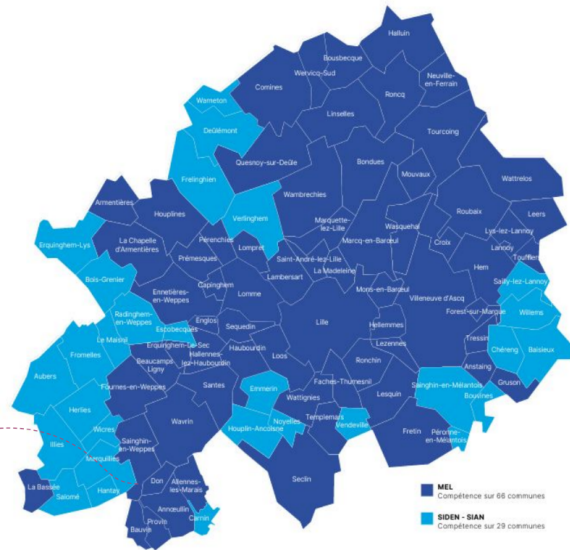 Halluin
Bousbecque
Wervicq-Sud
Comines
Neuville-
en-Ferrain
Roncq
Warneton
Linselles
Deûlémont
Tourcoing
Quesnoy-sur-Deûle
Bondues
Mouvaux
Frelinghien
Wattrelos
Wambrechies
Armentières
Houplines
Verlinghem
Marquette-
lez-Lille
Roubaix
Leers
Wasquehal
Lys-lez-Lannoy
Erquinghem-Lys
La Chapelle
d'Armentières
Pérenchies
Lompret
Marcq-en-Barœul
Croix
Lannoy
Toufflers
Prémesques
Saint-André-lez-Lille
Hem
Lambersart
La Madeleine
Bois-Grenier
Capinghem
Sailly-lez-Lannoy
Ennetières-
en-Weppes
Lomme
Mons-en-Barœul
Villeneuve d'Ascq
Radinghem-
en-Weppes
Forest-sur-Marque
Willems
Englos
Sequedin
Lille
Hellemmes
Escobecques
Le Maisnil
Erquinghem-Le-Sec
Hallennes-
lez-Haubourdin
Haubourdin
Lezennes
Tressin
Chéreng
Baisieux
Fromelles
Beaucamps
Ligny
Loos
Ronchin
Anstaing
Aubers
Fournes-en-Weppes
Santes
Emmerin
Faches-Thumesnil
Lesquin
Sainghin-en-Mélantois
Gruson
Wattignies
Bouvines
Herlies
Wicres
Wavrin
Houplin-Ancoisne
Noyelles
Templemars
Vendeville
Fretin
Péronne-
en-Mélantois
Illies
Sainghin-
en-Weppes
Marquillies
La Bassée
Salomé
Hantay
Don
Allennes-
les-Marais
Seclin
Annœullin
Carnin
Provin
Bauvin
MEL
Compétence sur 66 communes
SIDEN - SIAN
Compétence sur 29 communes